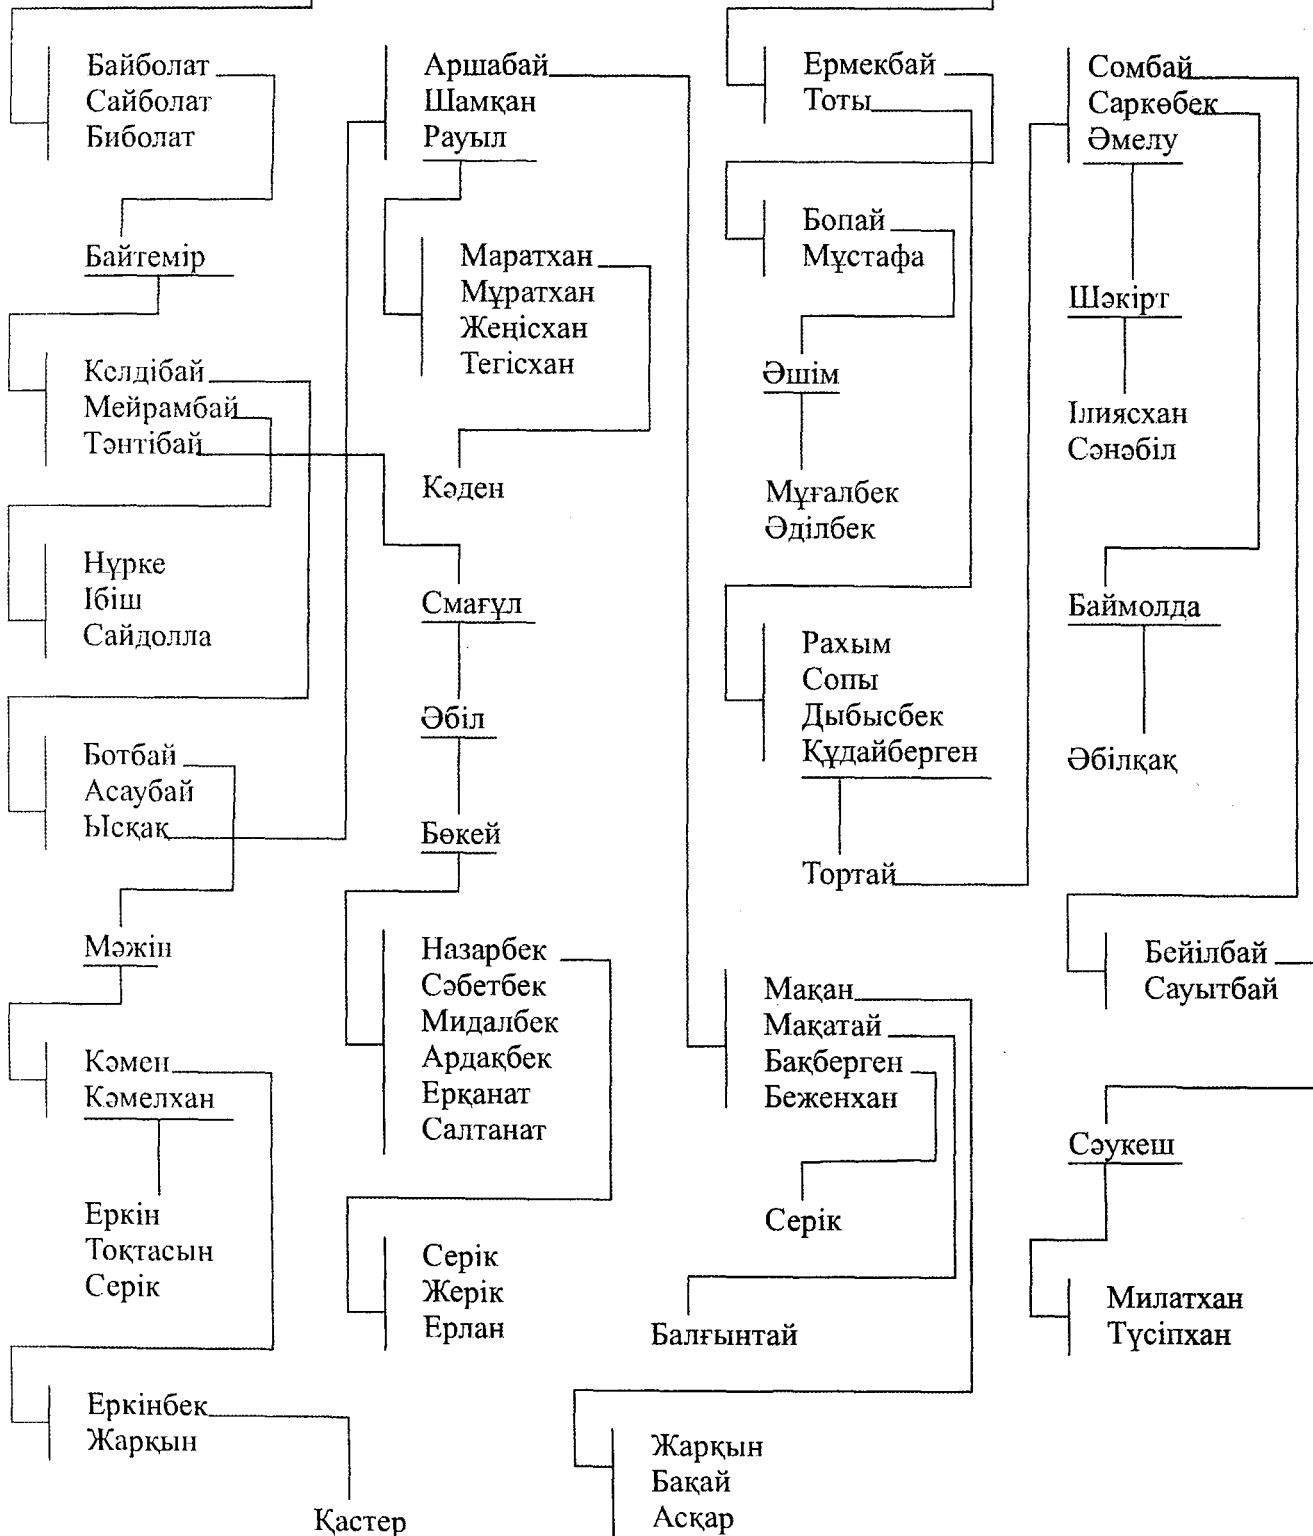 Байболат
Сайболат
Биболат
Байтемір
Келдібай
Мейрамбай
Тәнтібай
Нүрке
Ібіш
Сайдолла
Ботбай
Асаубай
Ысқақ
Мәжін
Кәмен
Кәмелхан
Еркін
Тоқтасын
Серік
Еркінбек
Жарқын
Қастер
Аршабай
Шамқан
Рауыл
Маратхан
Мұратхан
Жеңісхан
Тегісхан
Кәден
Смағұл
Әбіл
Бөкей
Назарбек
Сәбетбек
Мидалбек
Ардақбек
Ерқанат
Салтанат
Серік
Жерік
Ерлан
Ермекбай
Тоты
Бопай
Мұстафа
Әшім
Мұғалбек
Әділбек
Рахым
Сопы
Дыбысбек
Құдайберген
Тортай
Мақан
Мақатай
Бақберген
Беженхан
Серік
Балғынтай
Жарқын
Бақай
Асқар
Сомбай
Саркөбек
Әмелу
Шәкірт
Ілиясхан
Сәнәбіл
Баймолда
Әбілқақ
Бейілбай
Сауытбай
Сәукеш
Милатхан
Түсіпхан